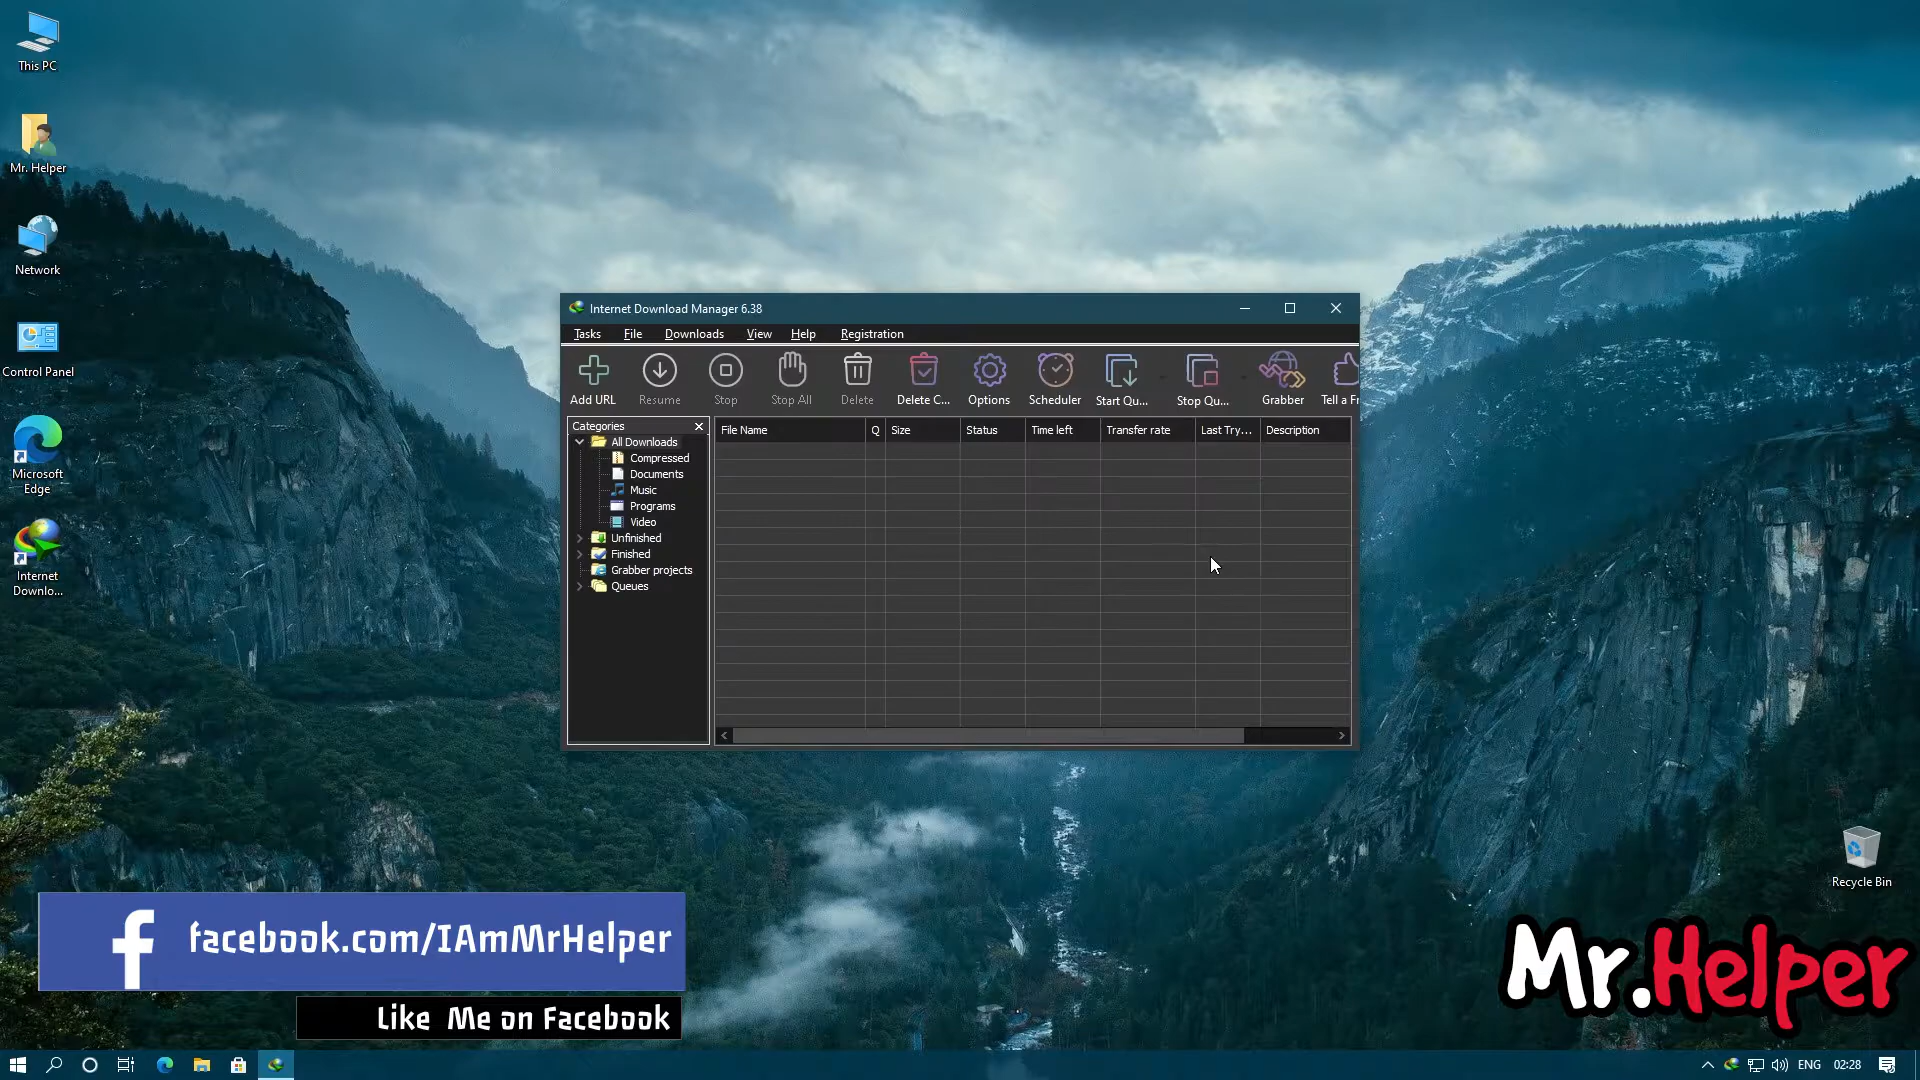 This PC
Mr. Helper
Network
Control Panel
Microsoft
Edge
Internet
Downlo...
Internet Download Manager 6.38
Tasks File Downloads View Help Registration
Add URL Resume Stop Stop All Delete Delete C... Options Scheduler Start Qu... Stop Qu... Grabber Tell a Fr
Categories
All Downloads
Compressed
Documents
Music
Programs
Video
Unfinished
Finished
Grabber projects
Queues
File Name Q Size Status Time left Transfer rate Last Try... Description
Recycle Bin
facebook.com/IAmMrHelper
Like Me on Facebook
Mr.Helper
ENG 02:28